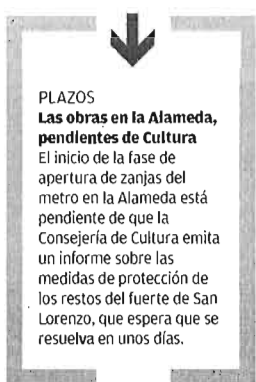 PLAZOS
Las obras en la Alameda,
pendientes de Cultura
El inicio de la fase de
apertura de zanjas del
metro en la Alameda está
pendiente de que la
Consejería de Cultura emita
un informe sobre las
medidas de protección de
los restos del fuerte de San
Lorenzo, que espera que se
resuelva en unos días.